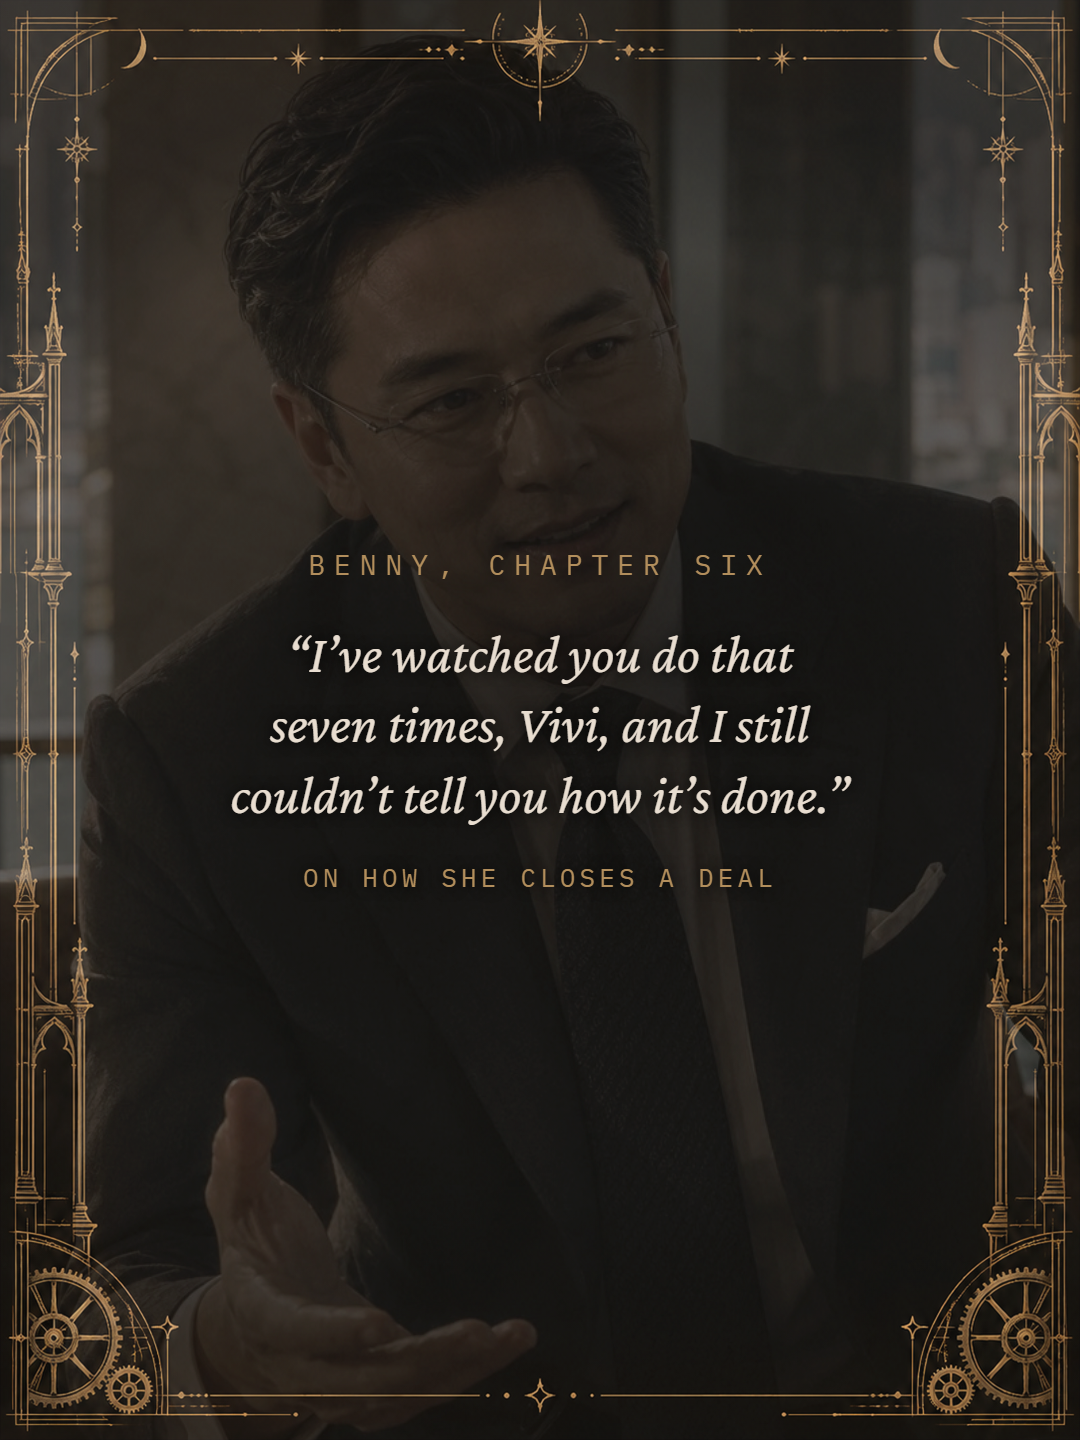 BENNY, CHAPTER SIX
“I’ve watched you do that
seven times, Vivi, and I still
couldn’t tell you how it’s done.”
ON HOW SHE CLOSES A DEAL